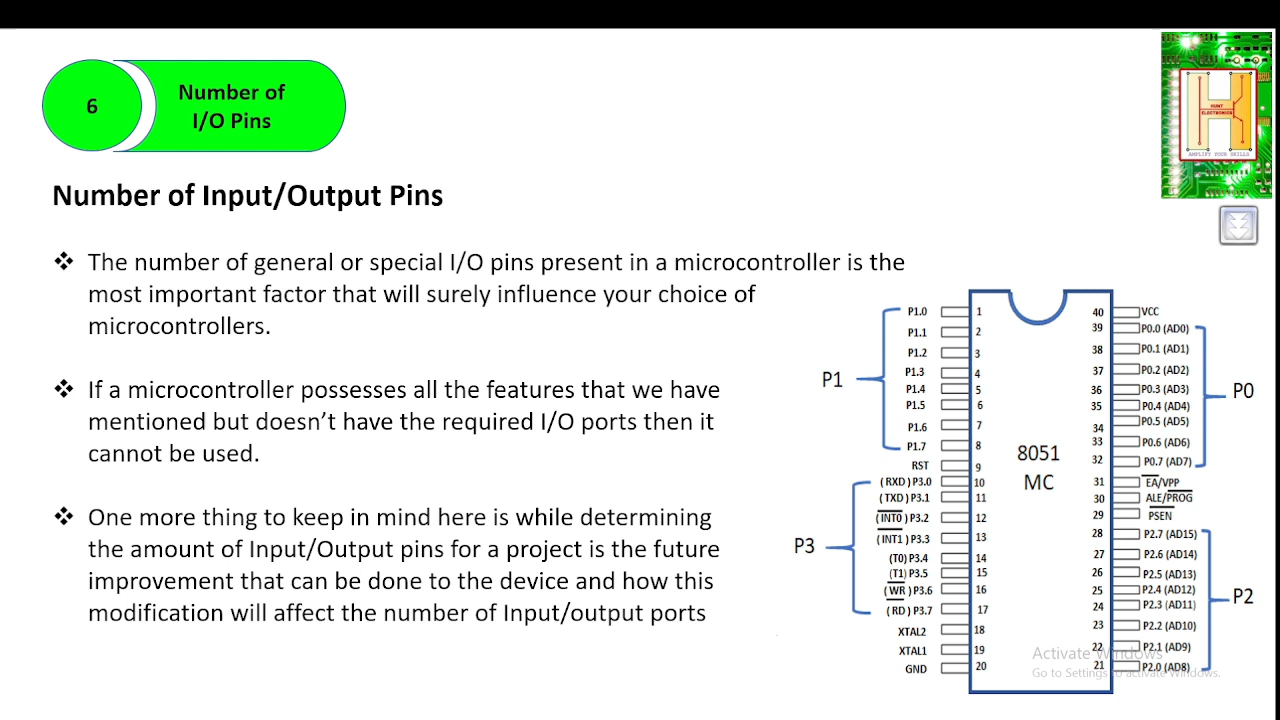 6
Number of
I/O Pins
HUNT
ELECTRONICS
AMPLIFY YOUR SKILLS
Number of Input/Output Pins
❖ The number of general or special I/O pins present in a microcontroller is the
most important factor that will surely influence your choice of
microcontrollers.
❖ If a microcontroller possesses all the features that we have
mentioned but doesn’t have the required I/O ports then it
cannot be used.
❖ One more thing to keep in mind here is while determining
the amount of Input/Output pins for a project is the future
improvement that can be done to the device and how this
modification will affect the number of Input/output ports
P1.0 1 40 VCC
P1.1 2 39 P0.0 (AD0)
P1.2 3 38 P0.1 (AD1)
P1.3 4 37 P0.2 (AD2)
P1 P1.4 5 36 P0.3 (AD3) P0
P1.5 6 35 P0.4 (AD4)
P1.6 7 34 P0.5 (AD5)
P1.7 8 33 P0.6 (AD6)
RST 9 32 P0.7 (AD7)
8051
MC
(RXD) P3.0 10 31 EA/VPP
(TXD) P3.1 11 30 ALE/PROG
(INT0) P3.2 12 29 PSEN
P3 (INT1) P3.3 13 28 P2.7 (AD15)
(T0) P3.4 14 27 P2.6 (AD14)
(T1) P3.5 15 26 P2.5 (AD13)
(WR) P3.6 16 25 P2.4 (AD12) P2
(RD) P3.7 17 24 P2.3 (AD11)
XTAL2 18 23 P2.2 (AD10)
XTAL1 19 22 P2.1 (AD9)
GND 20 21 P2.0 (AD8)
Activate Windows
Go to Settings to activate Windows.